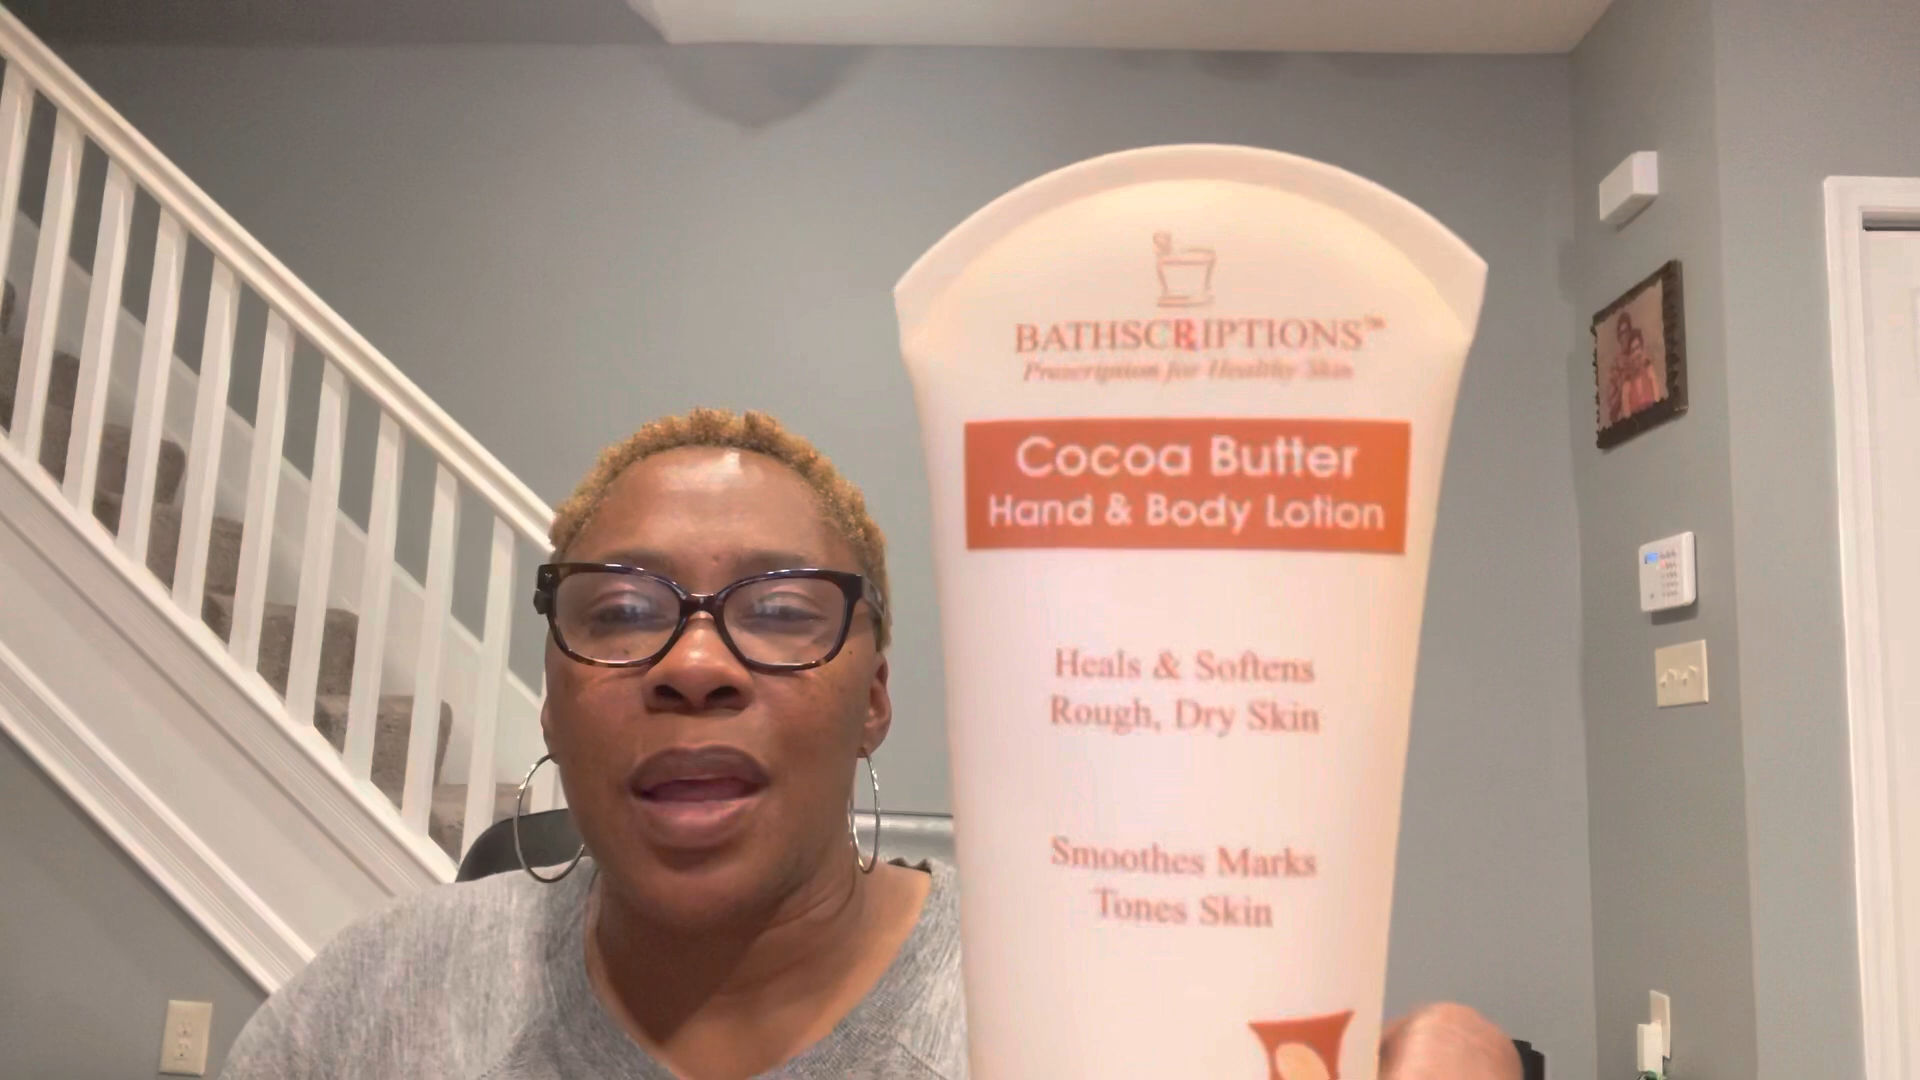 BATHSCRIPTIONS™
Prescription for Healthy Skin
Cocoa Butter
Hand & Body Lotion
Heals & Softens
Rough, Dry Skin
Smoothes Marks
Tones Skin